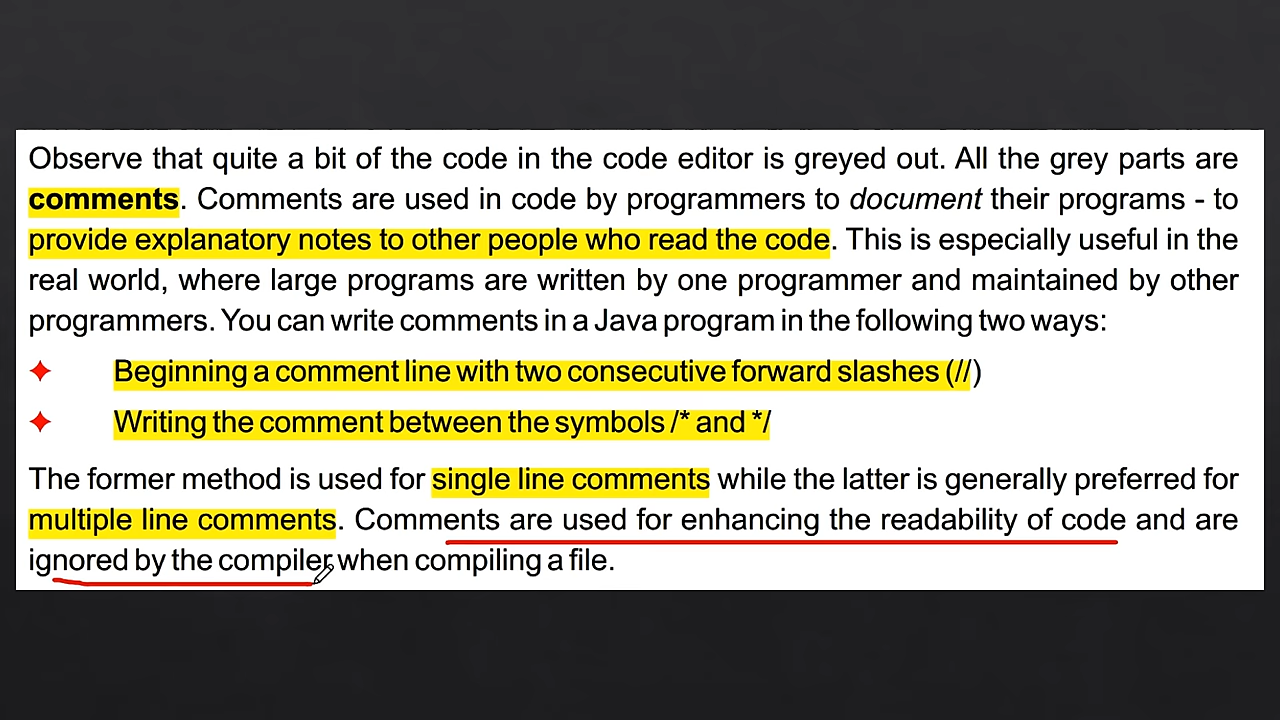 Observe that quite a bit of the code in the code editor is greyed out. All the grey parts are
comments. Comments are used in code by programmers to document their programs - to
provide explanatory notes to other people who read the code. This is especially useful in the
real world, where large programs are written by one programmer and maintained by other
programmers. You can write comments in a Java program in the following two ways:
Beginning a comment line with two consecutive forward slashes (//)
Writing the comment between the symbols /* and */
The former method is used for single line comments while the latter is generally preferred for
multiple line comments. Comments are used for enhancing the readability of code and are
ignored by the compiler when compiling a file.